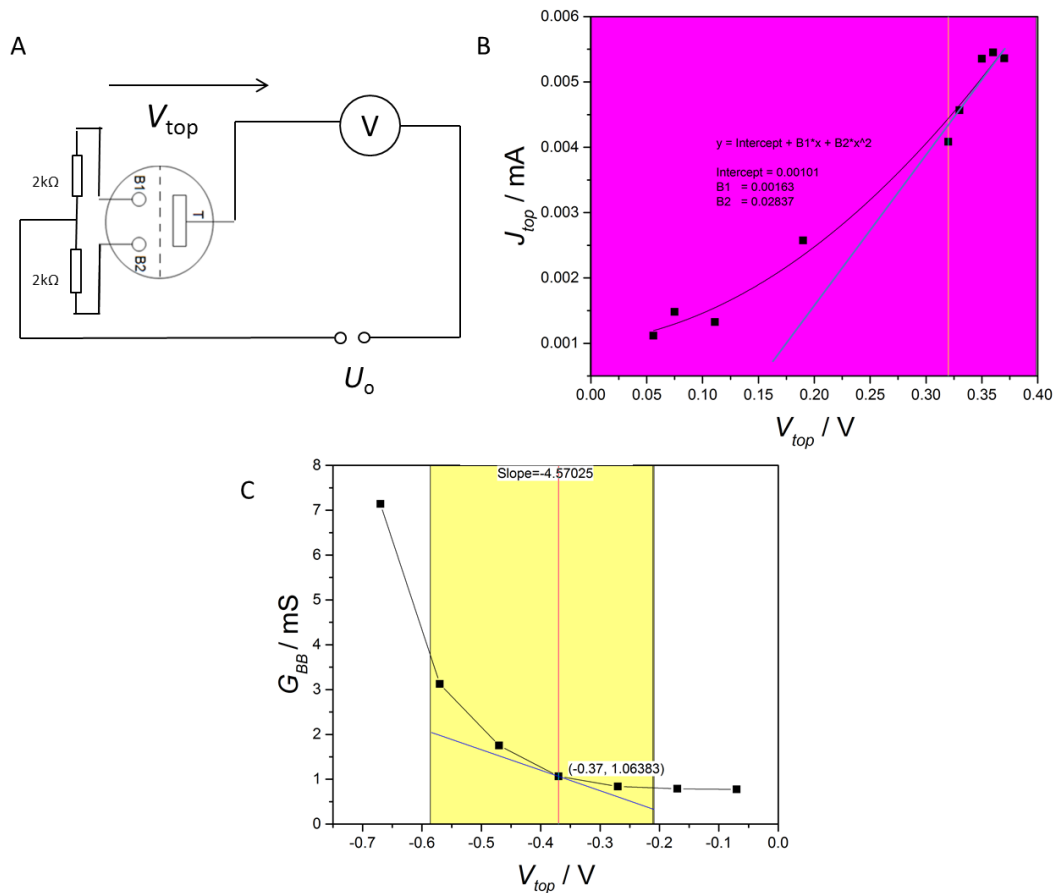 A
V top
2kΩ
B1
T
V
B2
2kΩ
U o
B
0.006
0.005
0.004
0.003
0.002
0.001
J top / mA
y = Intercept + B1*x + B2*x^2
Intercept = 0.00101
B1 = 0.00163
B2 = 0.02837
0.00 0.05 0.10 0.15 0.20 0.25 0.30 0.35 0.40
V top / V
C
8
7
6
5
4
3
2
1
0
G BB / mS
Slope=-4.57025
(-0.37, 1.06383)
-0.7 -0.6 -0.5 -0.4 -0.3 -0.2 -0.1 0.0
V top / V